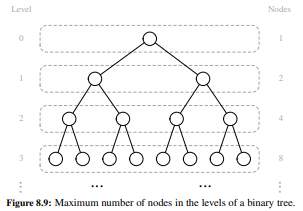 Level Nodes
0 1
1 2
2 4
3 8
... ... ... ...
Figure 8.9: Maximum number of nodes in the levels of a binary tree.